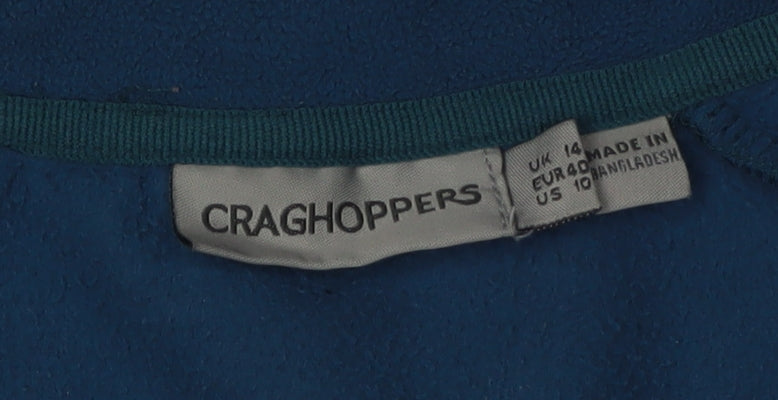 CRAGHOPPERS
UK 14
EUR 40
US 10
MADE IN
BANGLADESH